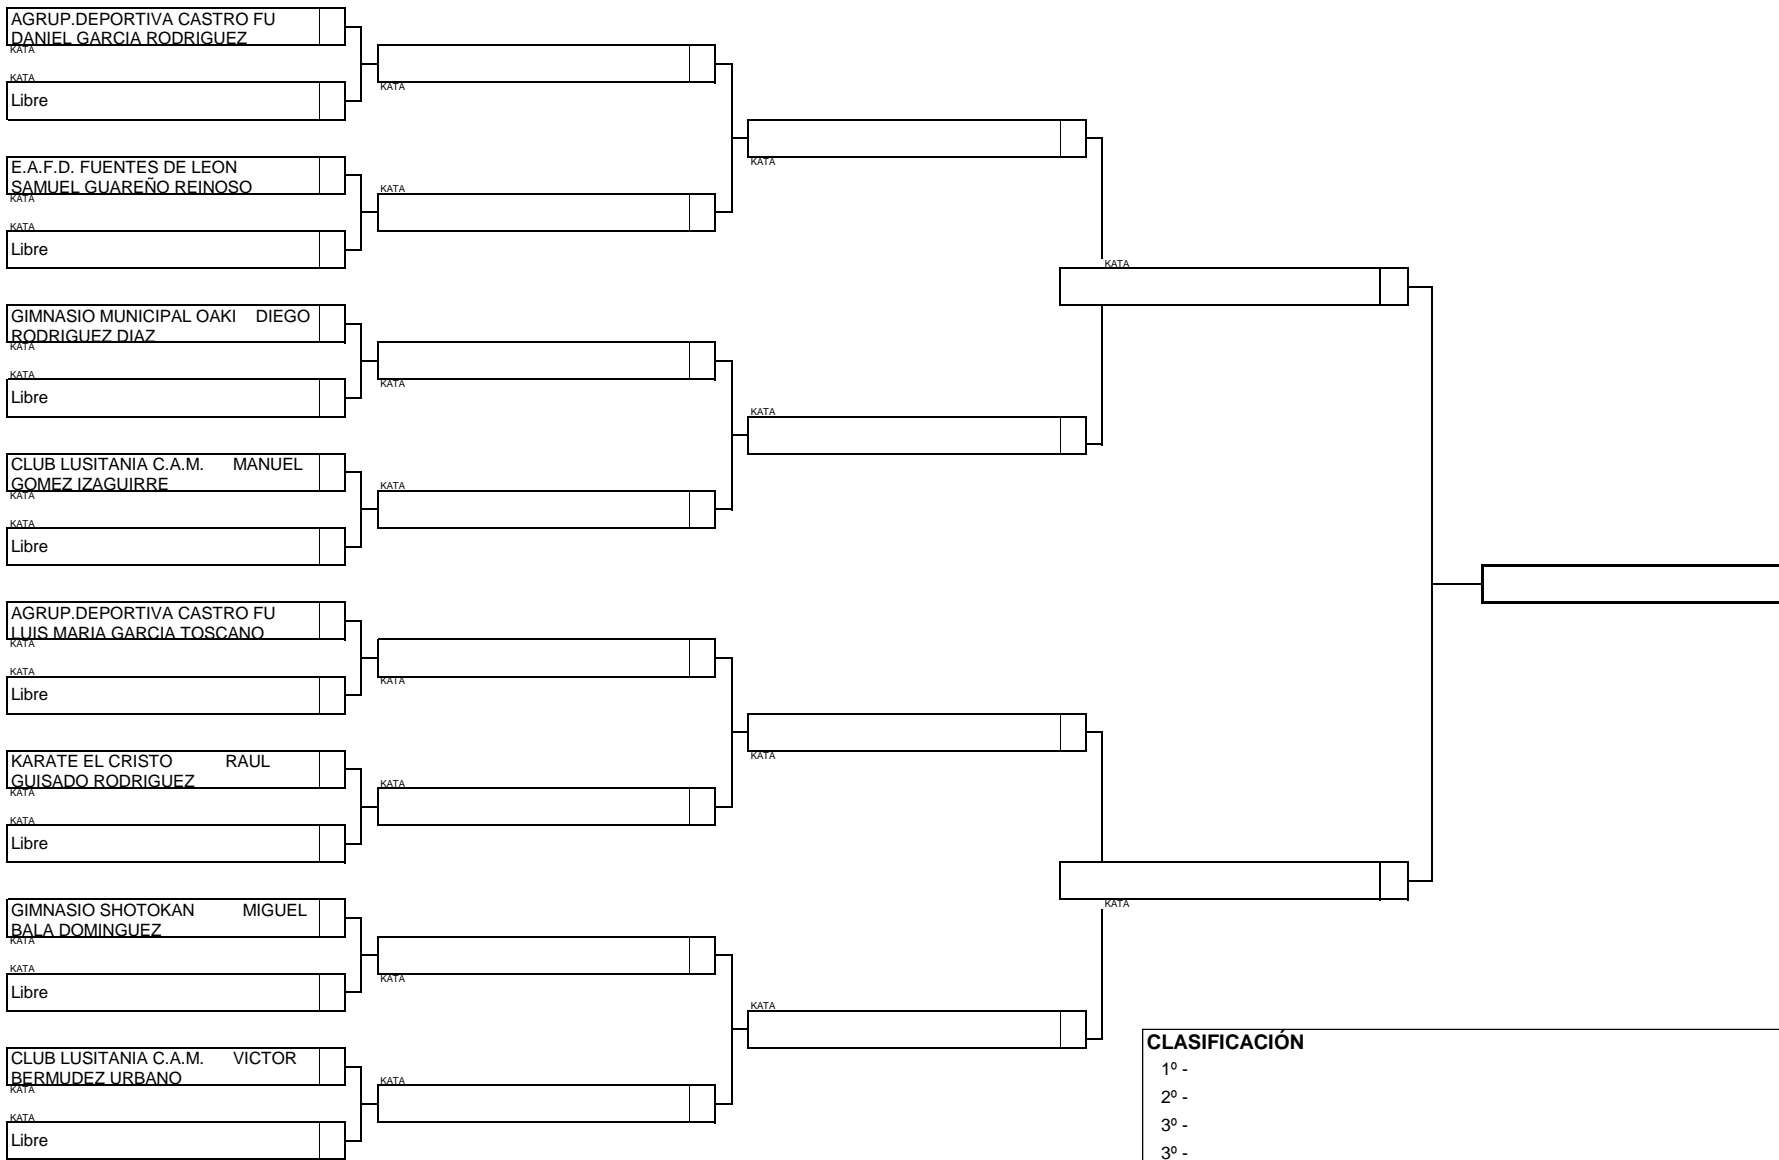 AGRUP.DEPORTIVA CASTRO FU
DANIEL GARCIA RODRIGUEZ
KATA
KATA
Libre
E.A.F.D. FUENTES DE LEON
SAMUEL GUAREÑO REINOSO
KATA
KATA
Libre
GIMNASIO MUNICIPAL OAKI DIEGO
RODRIGUEZ DIAZ
KATA
KATA
Libre
CLUB LUSITANIA C.A.M. MANUEL
GOMEZ IZAGUIRRE
KATA
KATA
Libre
AGRUP.DEPORTIVA CASTRO FU
LUIS MARIA GARCIA TOSCANO
KATA
KATA
Libre
KARATE EL CRISTO RAUL
GUISADO RODRIGUEZ
KATA
KATA
Libre
GIMNASIO SHOTOKAN MIGUEL
BALA DOMINGUEZ
KATA
KATA
Libre
CLUB LUSITANIA C.A.M. VICTOR
BERMUDEZ URBANO
KATA
KATA
Libre
KATA
KATA
KATA
KATA
KATA
KATA
KATA
KATA
KATA
KATA
KATA
KATA
KATA
KATA
CLASIFICACIÓN
1º -
2º -
3º -
3º -